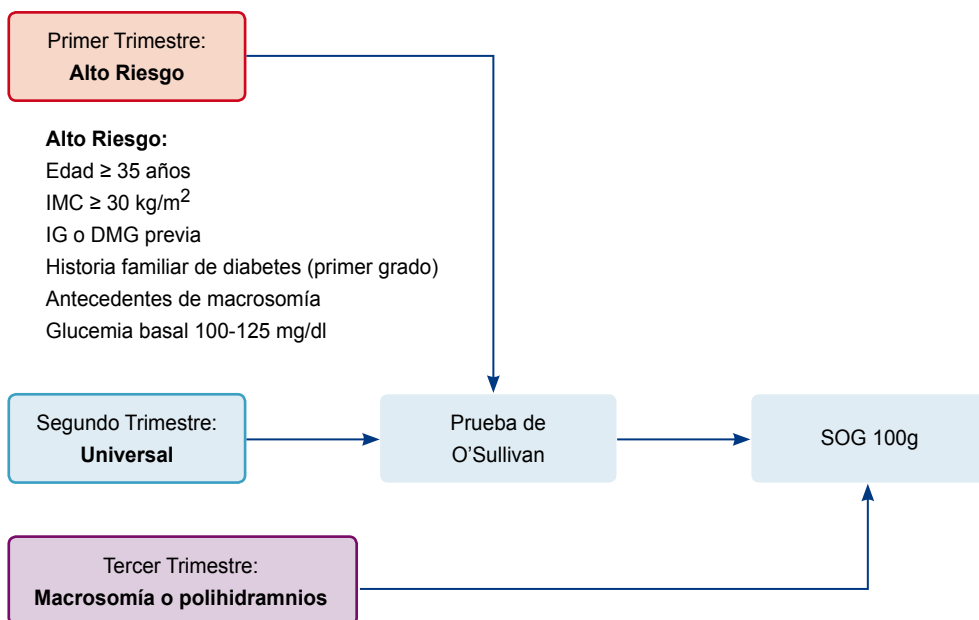 Primer Trimestre:
Alto Riesgo
Alto Riesgo:
Edad ≥ 35 años
IMC ≥ 30 kg/m2
IG o DMG previa
Historia familiar de diabetes (primer grado)
Antecedentes de macrosomía
Glucemia basal 100-125 mg/dl
Segundo Trimestre:
Universal
Prueba de
O'Sullivan
SOG 100g
Tercer Trimestre:
Macrosomía o polihidramnios